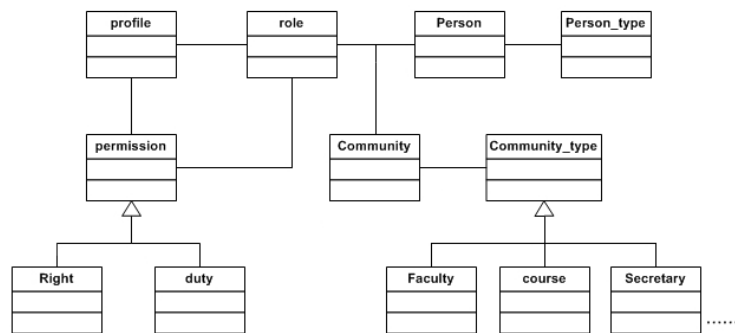 profile
role
Person
Person_type
permission
Community
Community_type
Right
duty
Faculty
course
Secretary
......